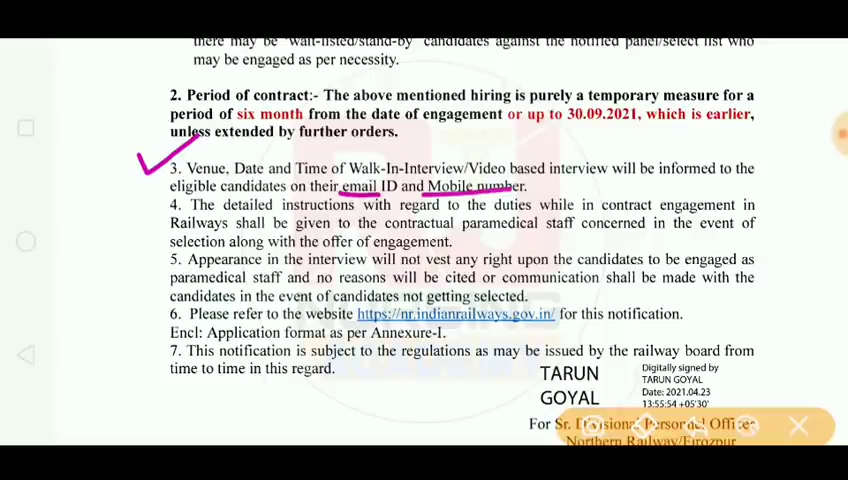 there may be "wait-listed/stand-by" candidates against the notified panel/select list who
may be engaged as per necessity.
2. Period of contract:- The above mentioned hiring is purely a temporary measure for a
period of six month from the date of engagement or up to 30.09.2021, which is earlier,
unless extended by further orders.
3. Venue, Date and Time of Walk-In-Interview/Video based interview will be informed to the
eligible candidates on their email ID and Mobile number.
4. The detailed instructions with regard to the duties while in contract engagement in
Railways shall be given to the contractual paramedical staff concerned in the event of
selection along with the offer of engagement.
5. Appearance in the interview will not vest any right upon the candidates to be engaged as
paramedical staff and no reasons will be cited or communication shall be made with the
candidates in the event of candidates not getting selected.
6. Please refer to the website https://nr.indianrailways.gov.in/ for this notification.
Encl: Application format as per Annexure-I.
7. This notification is subject to the regulations as may be issued by the railway board from
time to time in this regard.
TARUN
GOYAL
Digitally signed by
TARUN GOYAL
Date: 2021.04.23
13:55:54 +05'30'
For Sr. Divisional Personnel Officer
Northern Railway/Firozpur